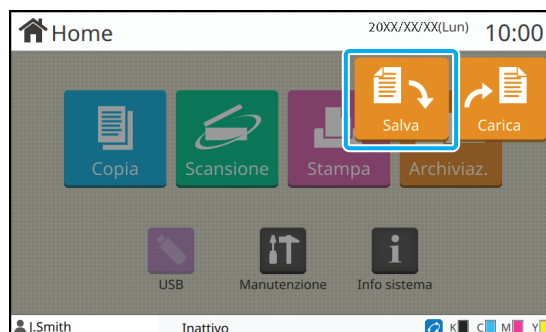 Home 20XX/XX/XX(Lun) 10:00
Salva Carica
Copia Scansione Stampa Archiviaz.
USB Manutenzione Info sistema
J.Smith Inattivo K C M Y